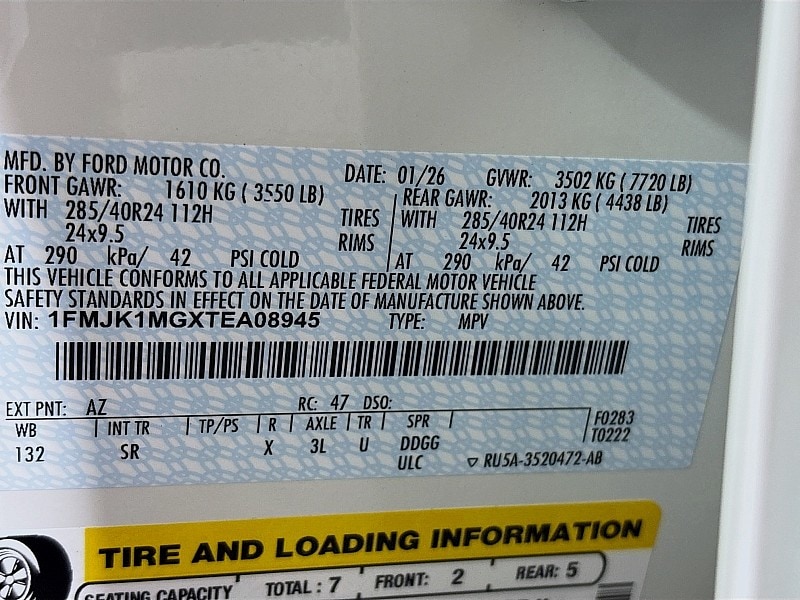 MFD. BY FORD MOTOR CO. DATE: 01/26 GVWR: 3502 KG ( 7720 LB)
FRONT GAWR: 1610 KG ( 3550 LB) REAR GAWR: 2013 KG ( 4438 LB)
WITH 285/40R24 112H TIRES WITH 285/40R24 112H TIRES
24x9.5 RIMS 24x9.5 RIMS
AT 290 kPa/ 42 PSI COLD AT 290 kPa/ 42 PSI COLD
THIS VEHICLE CONFORMS TO ALL APPLICABLE FEDERAL MOTOR VEHICLE
SAFETY STANDARDS IN EFFECT ON THE DATE OF MANUFACTURE SHOWN ABOVE.
VIN: 1FMJK1MGXTEA08945 TYPE: MPV
EXT PNT: AZ RC: 47 DSO:
WB INT TR TP/PS R AXLE TR SPR F0283
132 SR X 3L U DDGG T0222
ULC RU5A-3520472-AB
TIRE AND LOADING INFORMATION
SEATING CAPACITY TOTAL : 7 FRONT: 2 REAR: 5